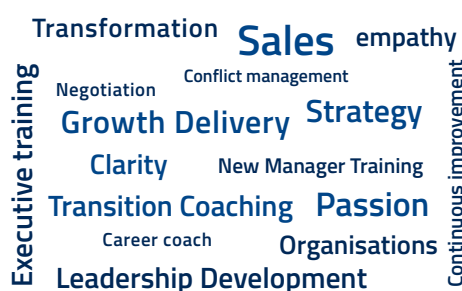 Transformation
Sales
empathy
Conflict management
Negotiation
Strategy
Growth Delivery
Clarity
New Manager Training
Transition Coaching
Passion
Career coach
Organisations
Leadership Development
Executive training
Continuous improvement